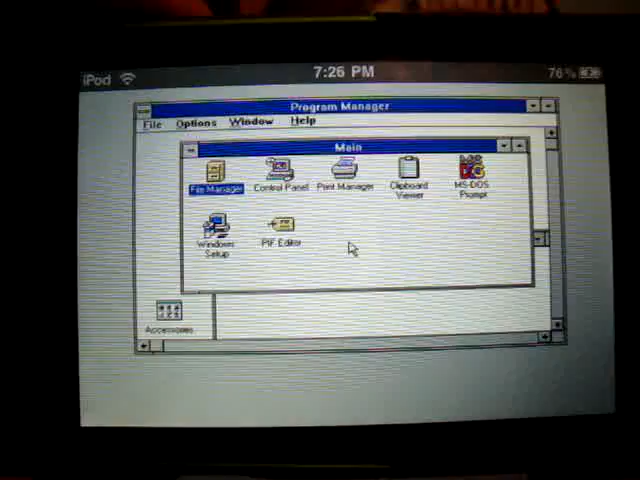 iPod 7:26 PM 76%
Program Manager
File Options Window Help
Main
File Manager Control Panel Print Manager Clipboard Viewer MS-DOS Prompt
Windows Setup PIF Editor
Accessories